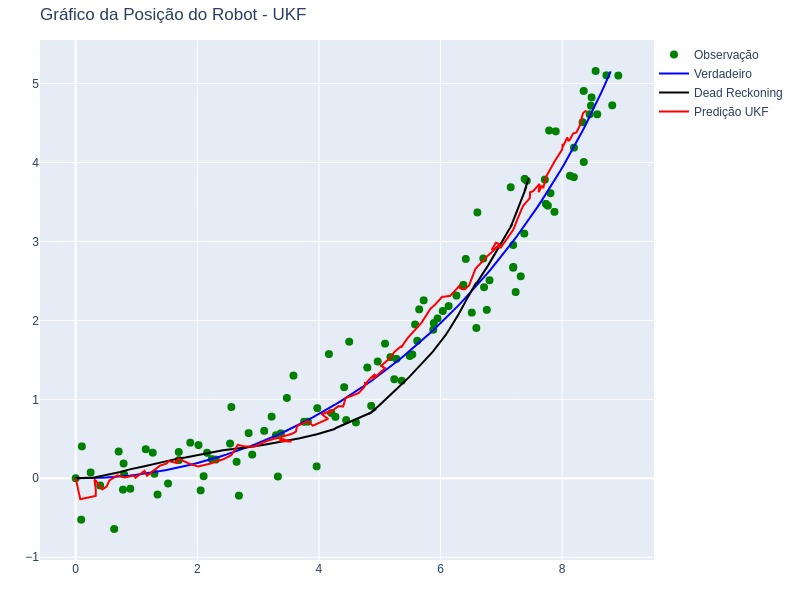 Gráfico da Posição do Robot - UKF
Observação
Verdadeiro
Dead Reckoning
Predição UKF
5
4
3
2
1
0
−1
0
2
4
6
8